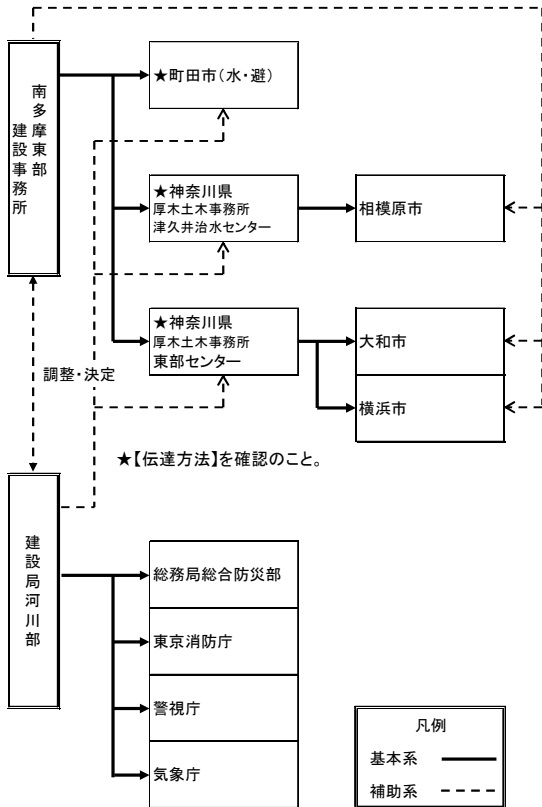 南多摩東部
建設事務所
★町田市（水・避）
★神奈川県
厚木土木事務所
津久井治水センター
相模原市
★神奈川県
厚木土木事務所
東部センター
大和市
横浜市
調整・決定
★【伝達方法】を確認のこと。
建設局河川部
総務局総合防災部
東京消防庁
警視庁
気象庁
凡例
基本系
補助系